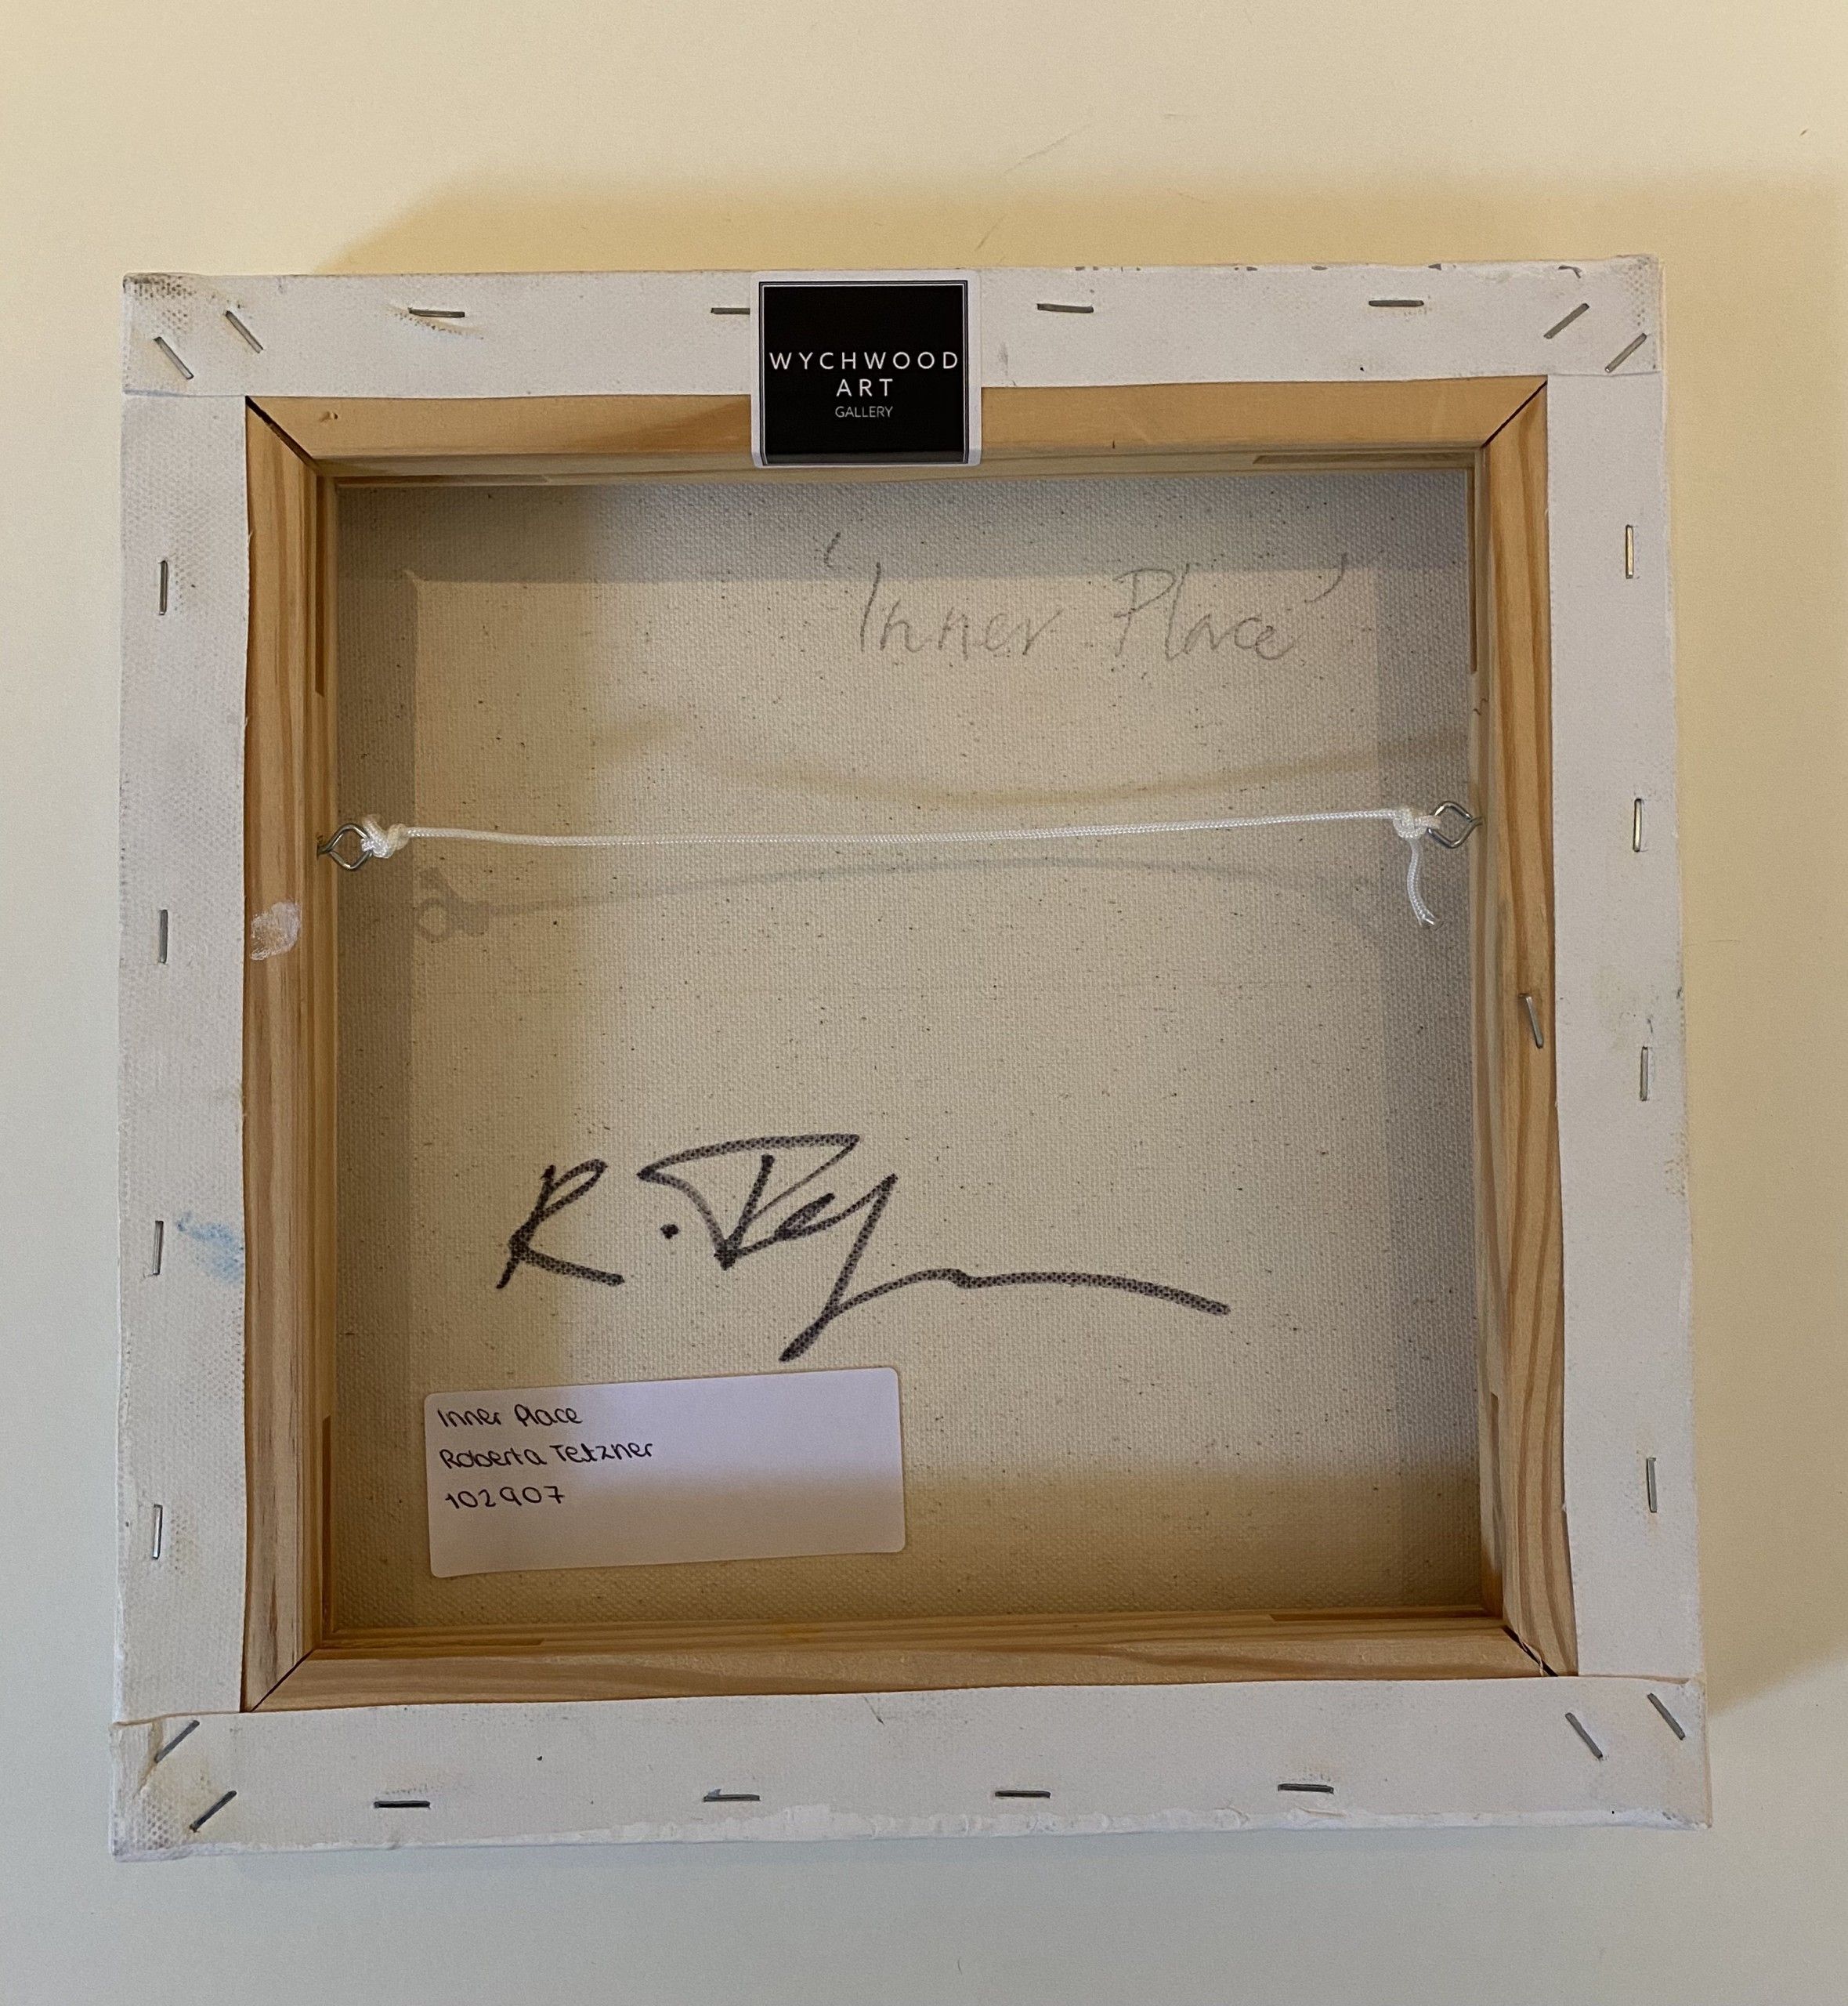 WYCHWOOD
ART
GALLERY
'Inner Place'
R.
Inner Place
Roberta Tetzner
102907